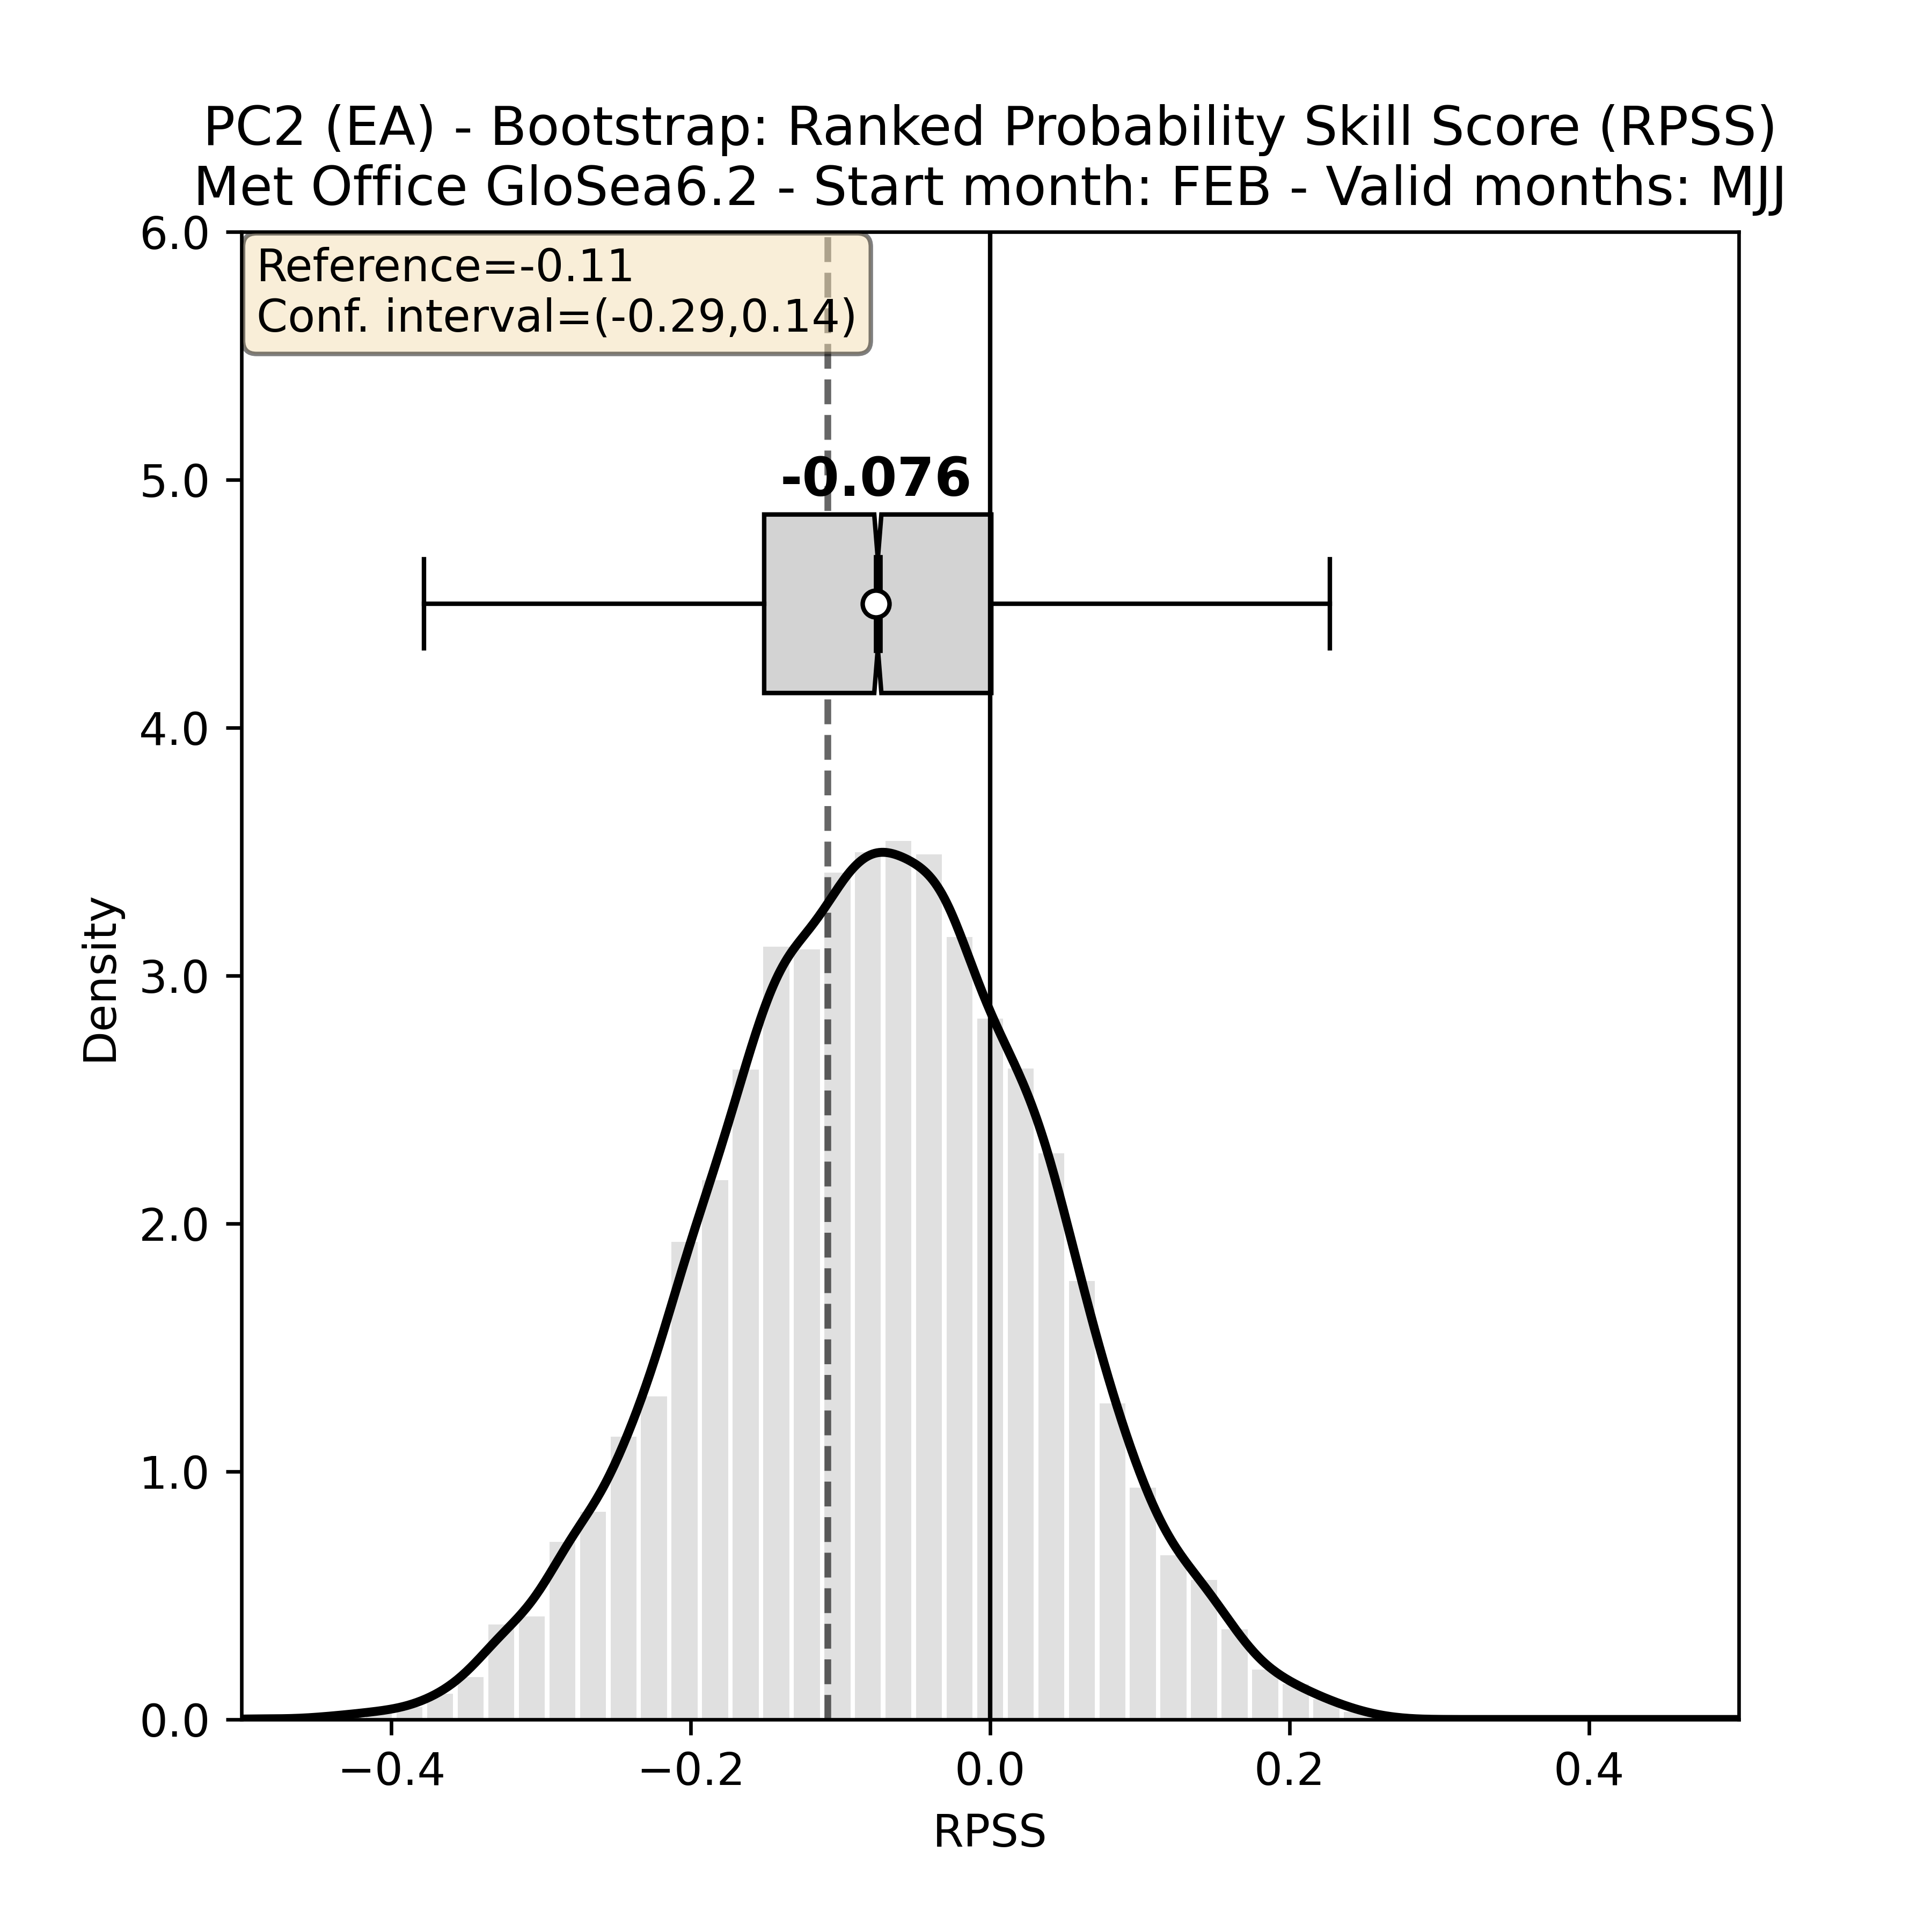 PC2 (EA) - Bootstrap: Ranked Probability Skill Score (RPSS)
Met Office GloSea6.2 - Start month: FEB - Valid months: MJJ
Reference=-0.11
Conf. interval=(-0.29,0.14)
-0.076
6.0
5.0
4.0
3.0
2.0
1.0
0.0
Density
−0.4
−0.2
0.0
0.2
0.4
RPSS